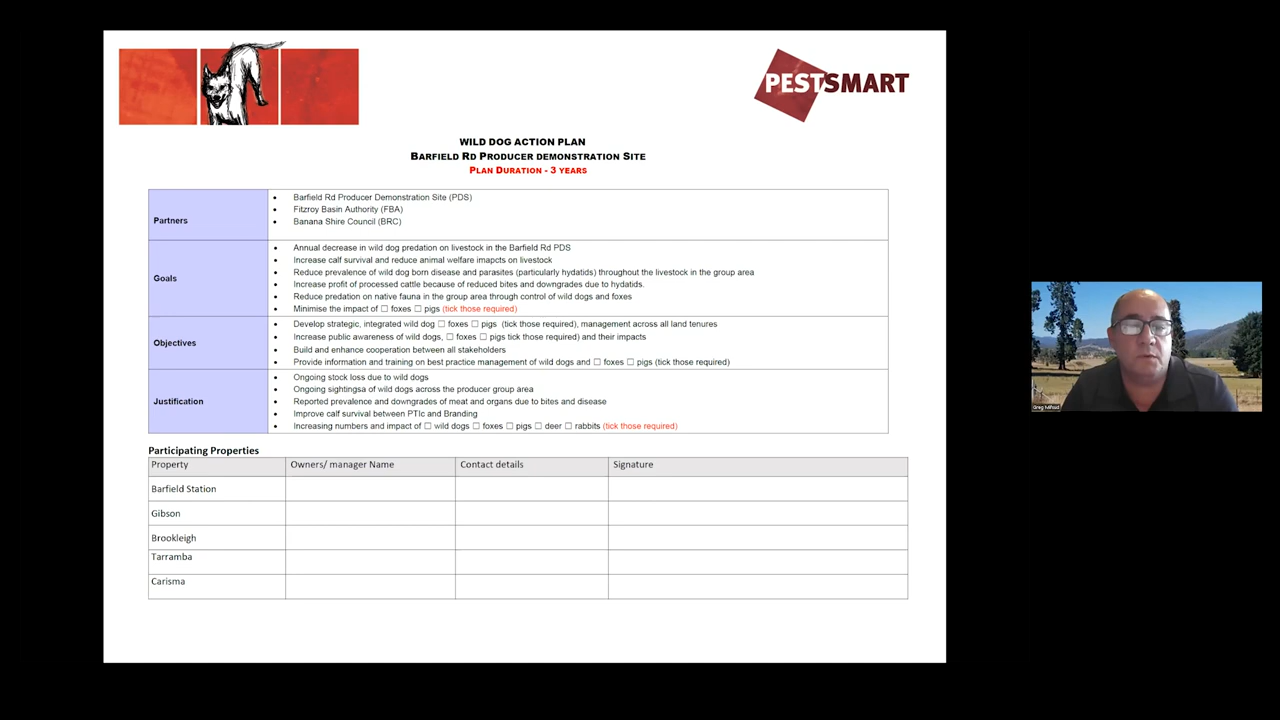 PESTSMART
WILD DOG ACTION PLAN
BARFIELD RD PRODUCER DEMONSTRATION SITE
PLAN DURATION - 3 YEARS
Partners
• Barfield Rd Producer Demonstration Site (PDS)
• Fitzroy Basin Authority (FBA)
• Banana Shire Council (BRC)
Goals
• Annual decrease in wild dog predation on livestock in the Barfield Rd PDS
• Increase calf survival and reduce animal welfare imapcts on livestock
• Reduce prevalence of wild dog born disease and parasites (particularly hydatids) throughout the livestock in the group area
• Increase profit of processed cattle because of reduced bites and downgrades due to hydatids.
• Reduce predation on native fauna in the group area through control of wild dogs and foxes
• Minimise the impact of ☐ foxes ☐ pigs (tick those required)
Objectives
• Develop strategic, integrated wild dog ☐ foxes ☐ pigs (tick those required), management across all land tenures
• Increase public awareness of wild dogs, ☐ foxes ☐ pigs tick those required) and their impacts
• Build and enhance cooperation between all stakeholders
• Provide information and training on best practice management of wild dogs and ☐ foxes ☐ pigs (tick those required)
Justification
• Ongoing stock loss due to wild dogs
• Ongoing sightingsa of wild dogs across the producer group area
• Reported prevalence and downgrades of meat and organs due to bites and disease
• Improve calf survival between PTIc and Branding
• Increasing numbers and impact of ☐ wild dogs ☐ foxes ☐ pigs ☐ deer ☐ rabbits (tick those required)
Participating Properties
Property Owners/ manager Name Contact details Signature
Barfield Station
Gibson
Brookleigh
Tarramba
Carisma
Greg Mifsud